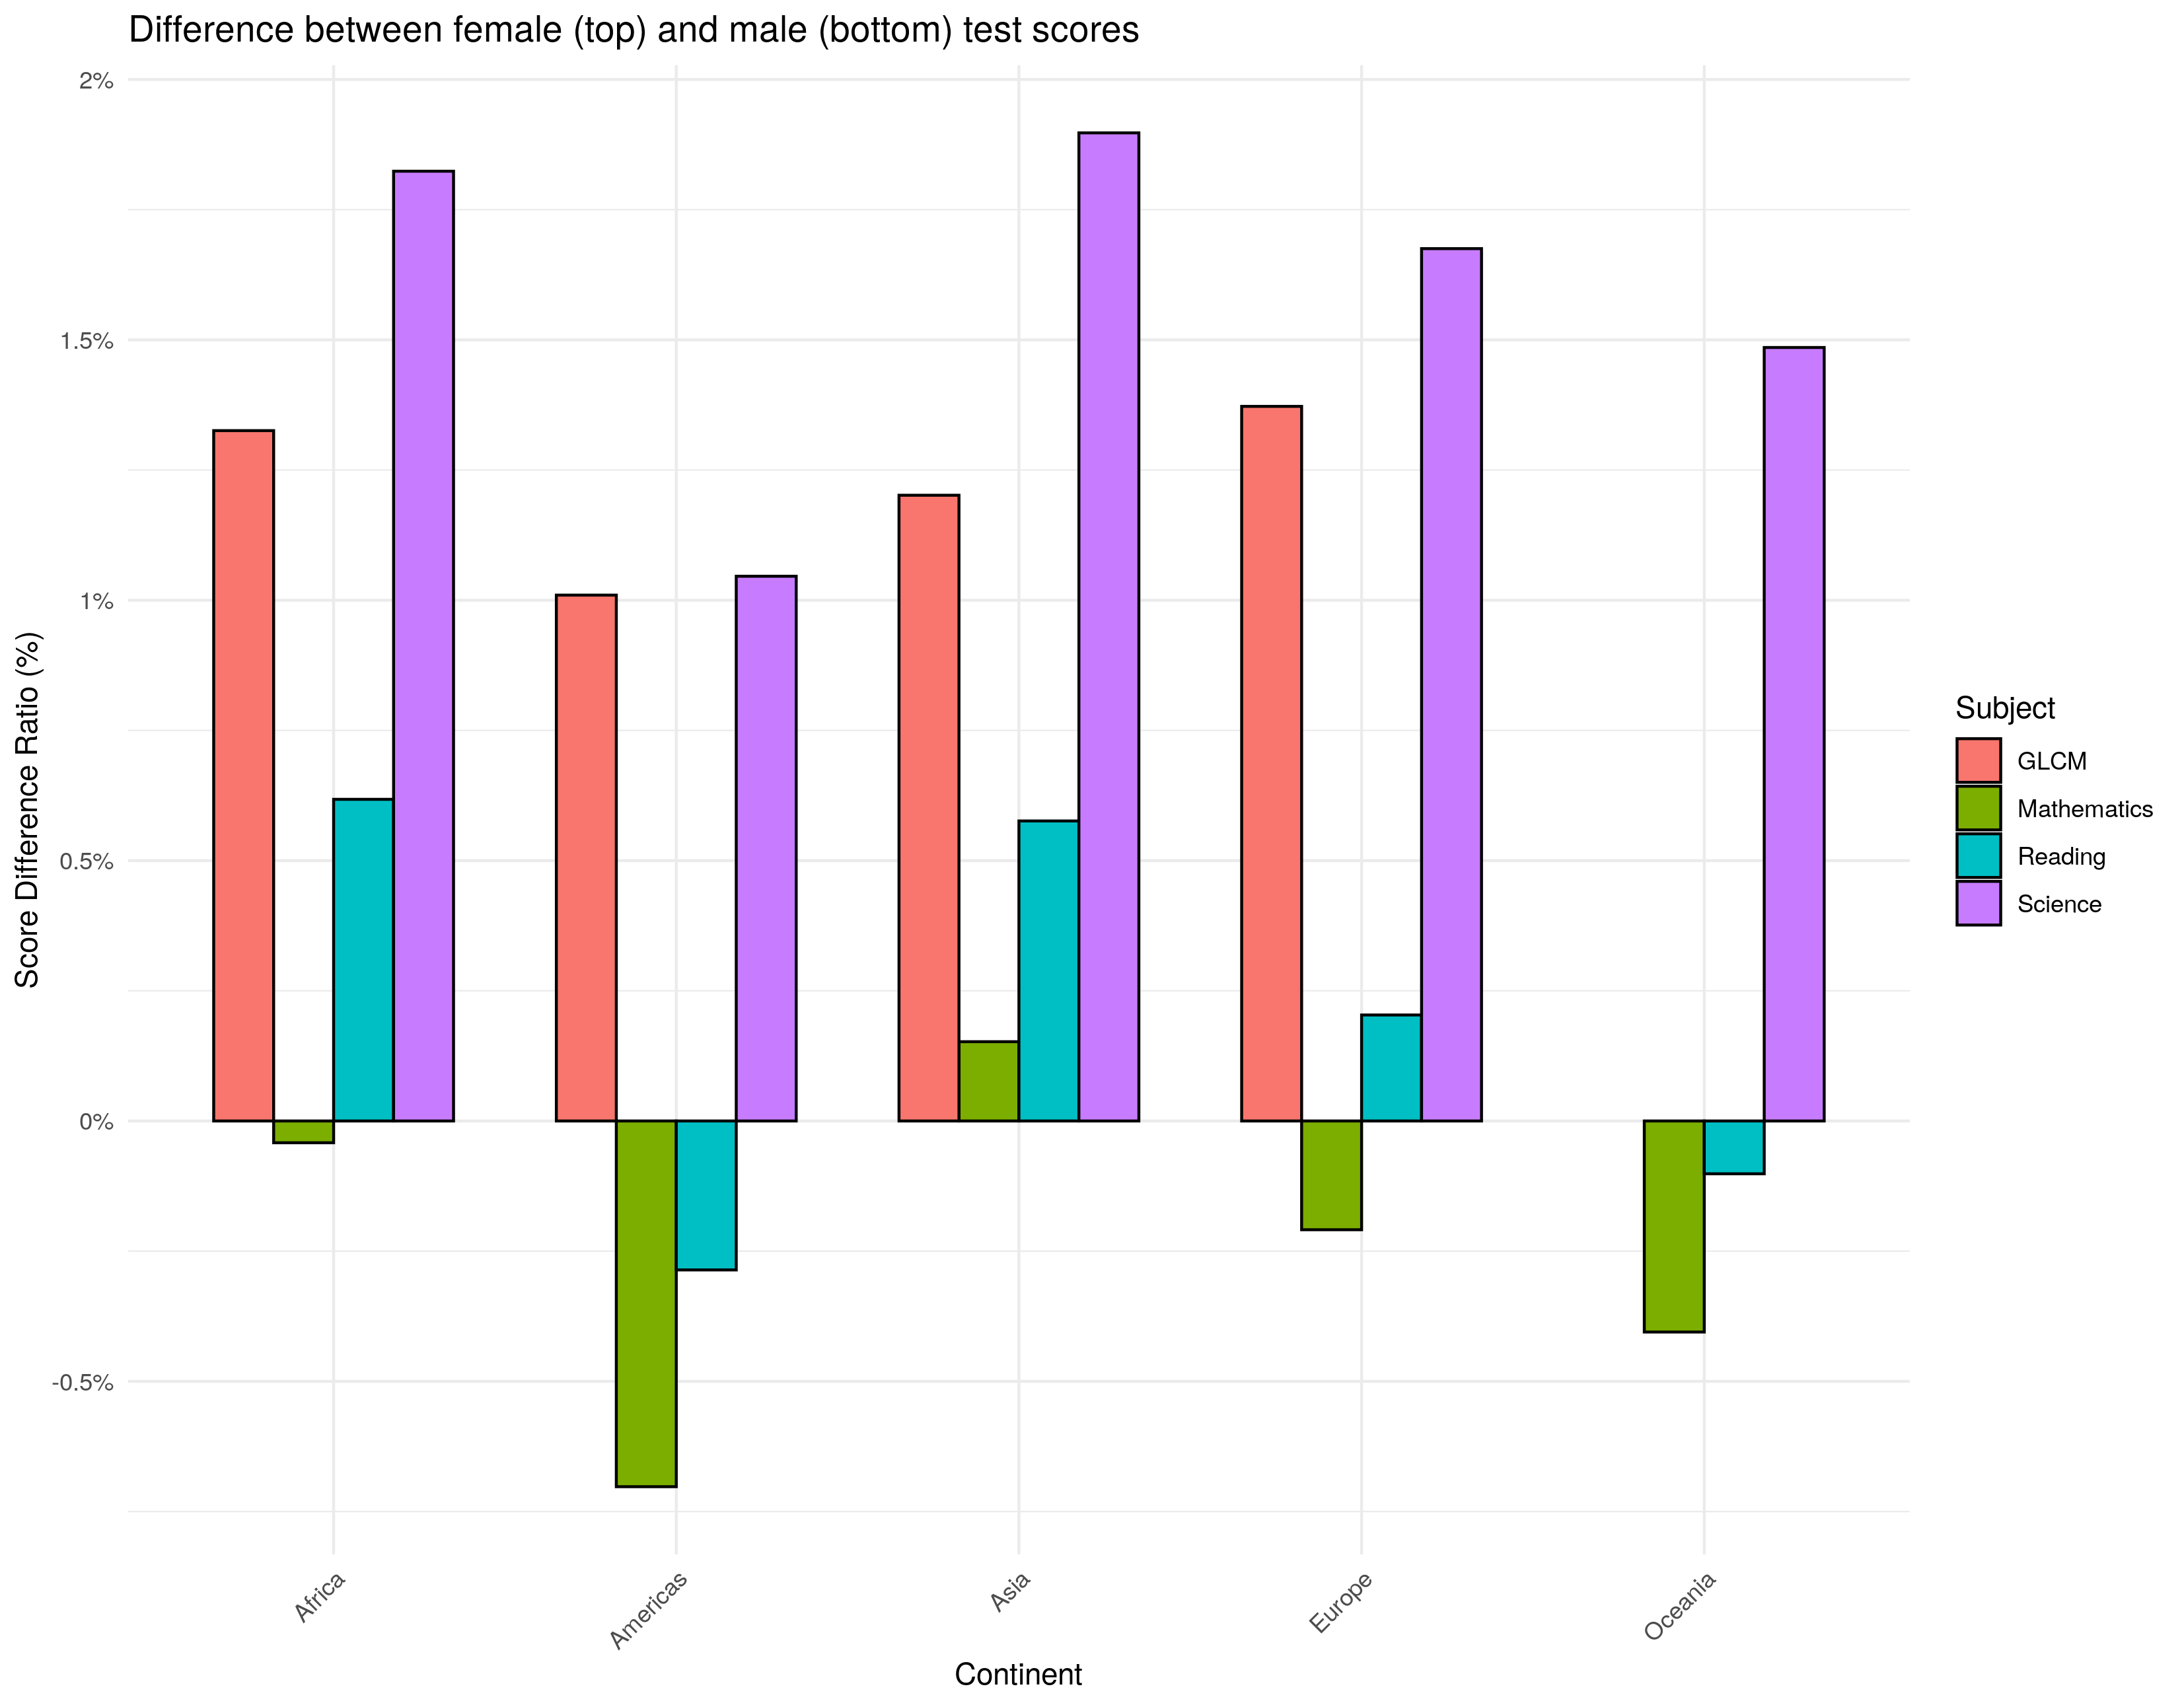 Difference between female (top) and male (bottom) test scores
2%
1.5%
1%
0.5%
0%
-0.5%
Score Difference Ratio (%)
Africa
Americas
Asia
Europe
Oceania
Continent
Subject
GLCM
Mathematics
Reading
Science